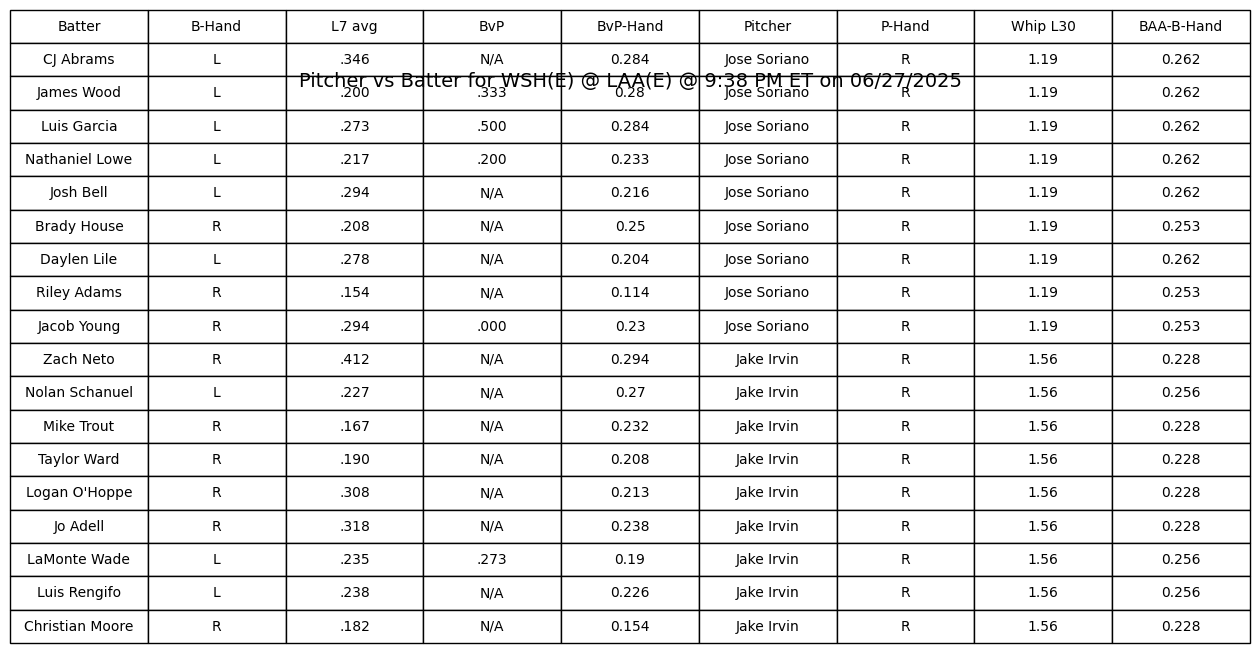 Batter B-Hand L7 avg BvP BvP-Hand Pitcher P-Hand Whip L30 BAA-B-Hand
CJ Abrams L .346 N/A 0.284 Jose Soriano R 1.19 0.262
Pitcher vs Batter for WSH(E) @ LAA(E) @ 9:38 PM ET on 06/27/2025
James Wood L .200 .333 0.28 Jose Soriano R 1.19 0.262
Luis Garcia L .273 .500 0.284 Jose Soriano R 1.19 0.262
Nathaniel Lowe L .217 .200 0.233 Jose Soriano R 1.19 0.262
Josh Bell L .294 N/A 0.216 Jose Soriano R 1.19 0.262
Brady House R .208 N/A 0.25 Jose Soriano R 1.19 0.253
Daylen Lile L .278 N/A 0.204 Jose Soriano R 1.19 0.262
Riley Adams R .154 N/A 0.114 Jose Soriano R 1.19 0.253
Jacob Young R .294 .000 0.23 Jose Soriano R 1.19 0.253
Zach Neto R .412 N/A 0.294 Jake Irvin R 1.56 0.228
Nolan Schanuel L .227 N/A 0.27 Jake Irvin R 1.56 0.256
Mike Trout R .167 N/A 0.232 Jake Irvin R 1.56 0.228
Taylor Ward R .190 N/A 0.208 Jake Irvin R 1.56 0.228
Logan O'Hoppe R .308 N/A 0.213 Jake Irvin R 1.56 0.228
Jo Adell R .318 N/A 0.238 Jake Irvin R 1.56 0.228
LaMonte Wade L .235 .273 0.19 Jake Irvin R 1.56 0.256
Luis Rengifo L .238 N/A 0.226 Jake Irvin R 1.56 0.256
Christian Moore R .182 N/A 0.154 Jake Irvin R 1.56 0.228